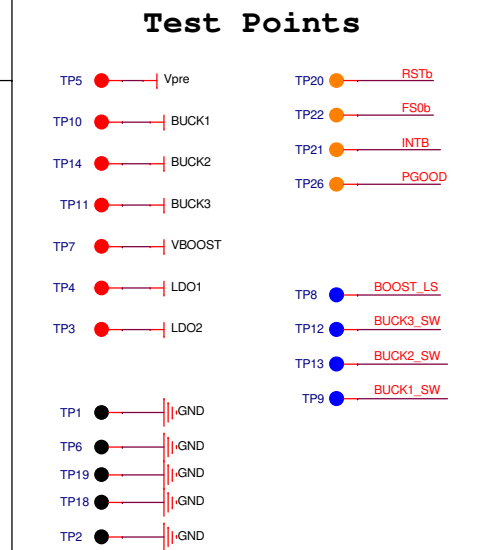 Test Points
TP5 Vpre
TP10 BUCK1
TP14 BUCK2
TP11 BUCK3
TP7 VBOOST
TP4 LDO1
TP3 LDO2
TP1 GND
TP6 GND
TP19 GND
TP18 GND
TP2 GND
TP20 RSTb
TP22 FS0b
TP21 INTB
TP26 PGOOD
TP8 BOOST_LS
TP12 BUCK3_SW
TP13 BUCK2_SW
TP9 BUCK1_SW